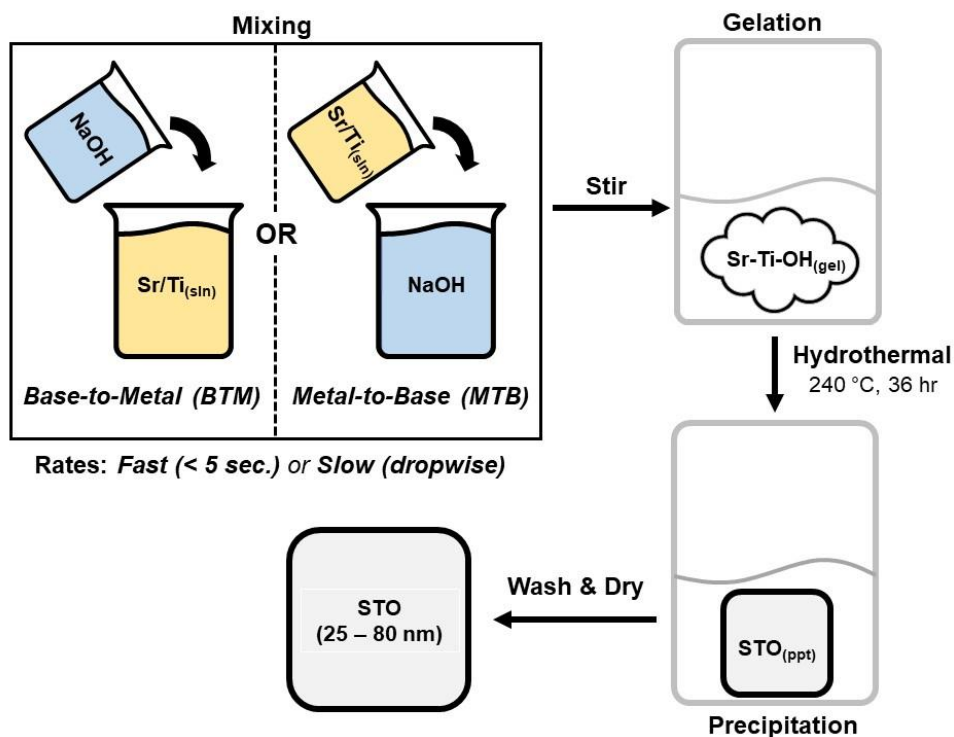 Mixing
NaOH
Sr/Ti(sln)
OR
Sr/Ti(sln)
NaOH
Base-to-Metal (BTM)
Metal-to-Base (MTB)
Rates: Fast (< 5 sec.) or Slow (dropwise)
Stir
Gelation
Sr-Ti-OH(gel)
Hydrothermal
240 °C, 36 hr
STO(ppt)
Precipitation
Wash & Dry
STO
(25 – 80 nm)